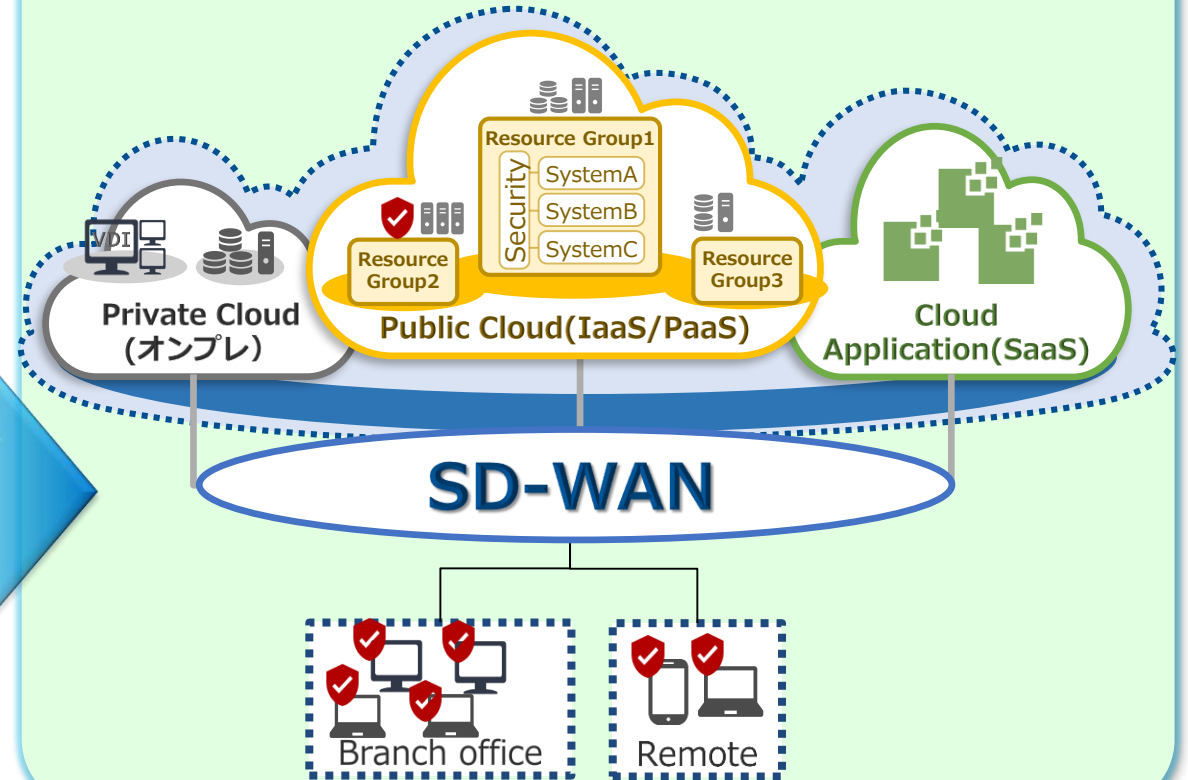 Resource Group1
Security
SystemA
SystemB
SystemC
Resource
Group2
Resource
Group3
Public Cloud(IaaS/PaaS)
VDI
Private Cloud
(オンプレ）
Cloud
Application(SaaS)
SD-WAN
Branch office
Remote